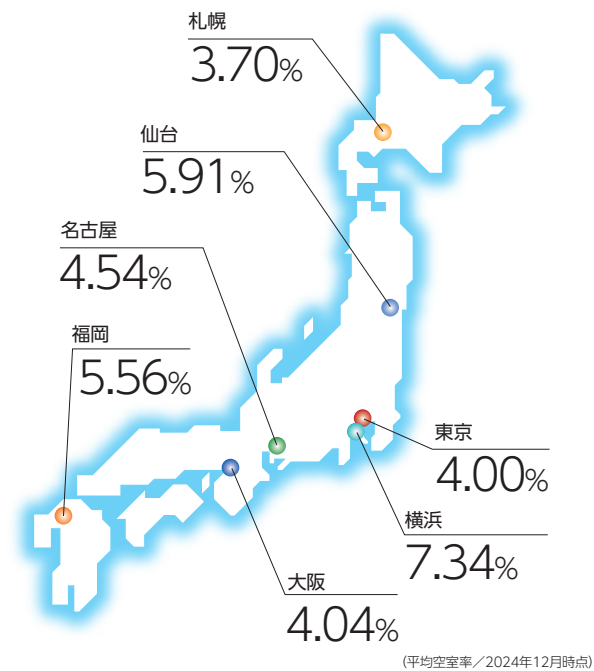 札幌
3.70%
仙台
5.91%
名古屋
4.54%
福岡
5.56%
東京
4.00%
横浜
7.34%
大阪
4.04%
(平均空室率／2024年12月時点)